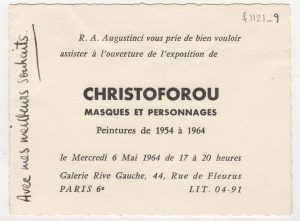 f 1121_9
R. A. Augustinci vous prie de bien vouloir
assister à l'ouverture de l'exposition de
CHRISTOFOROU
MASQUES ET PERSONNAGES
Peintures de 1954 à 1964
le Mercredi 6 Mai 1964 de 17 à 20 heures
Galerie Rive Gauche, 44, Rue de Fleurus
PARIS 6e
LIT. 04-91
Avec mes meilleurs souhaits